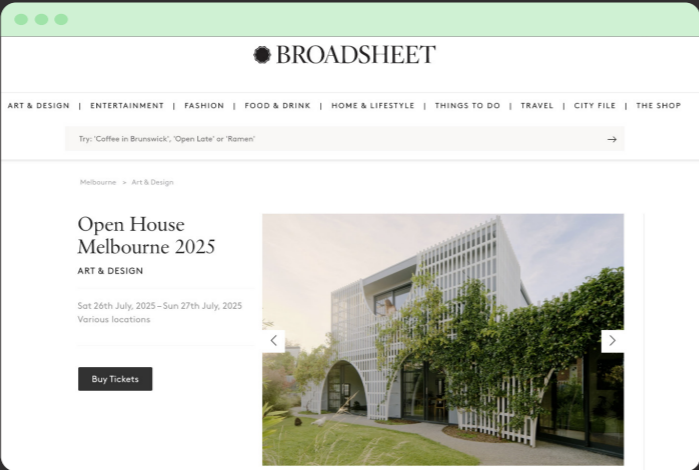 BROADSHEET
ART & DESIGN | ENTERTAINMENT | FASHION | FOOD & DRINK | HOME & LIFESTYLE | THINGS TO DO | TRAVEL | CITY FILE | THE SHOP
Try: 'Coffee in Brunswick', 'Open Late' or 'Ramen'
Melbourne > Art & Design
Open House
Melbourne 2025
ART & DESIGN
Sat 26th July, 2025 – Sun 27th July, 2025
Various locations
Buy Tickets